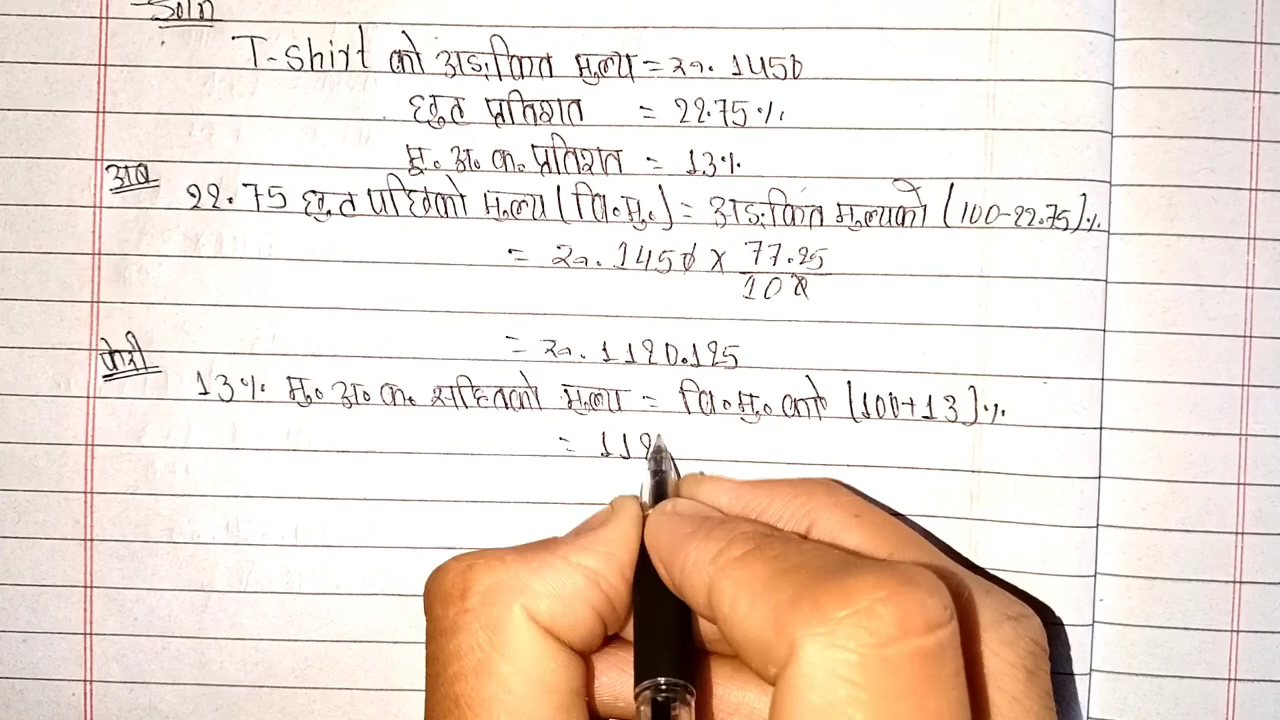 Soln
T-shirt को अङ्कित मूल्य = रु. 1450
छुट प्रतिशत = 22.75%
मू. अ. क. प्रतिशत = 13%
अब
22.75 छुट पछिको मूल्य (वि.मू.) = अङ्कित मूल्यको (100-22.75)%
= रु. 1450 × 77.25
100
= रु. 1120.125
फेरी
13% मू. अ. क. सहितको मूल्य = वि.मू. को (100+13)%
= 112